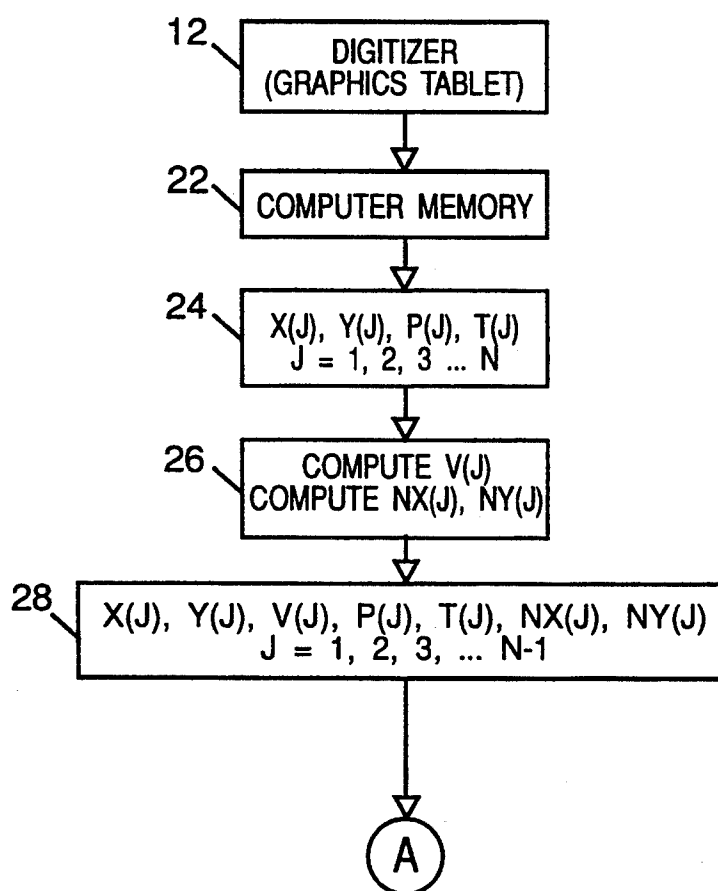 12
DIGITIZER
(GRAPHICS TABLET)
22
COMPUTER MEMORY
24
X(J), Y(J), P(J), T(J)
J = 1, 2, 3 ... N
26
COMPUTE V(J)
COMPUTE NX(J), NY(J)
28
X(J), Y(J), V(J), P(J), T(J), NX(J), NY(J)
J = 1, 2, 3, ... N-1
A